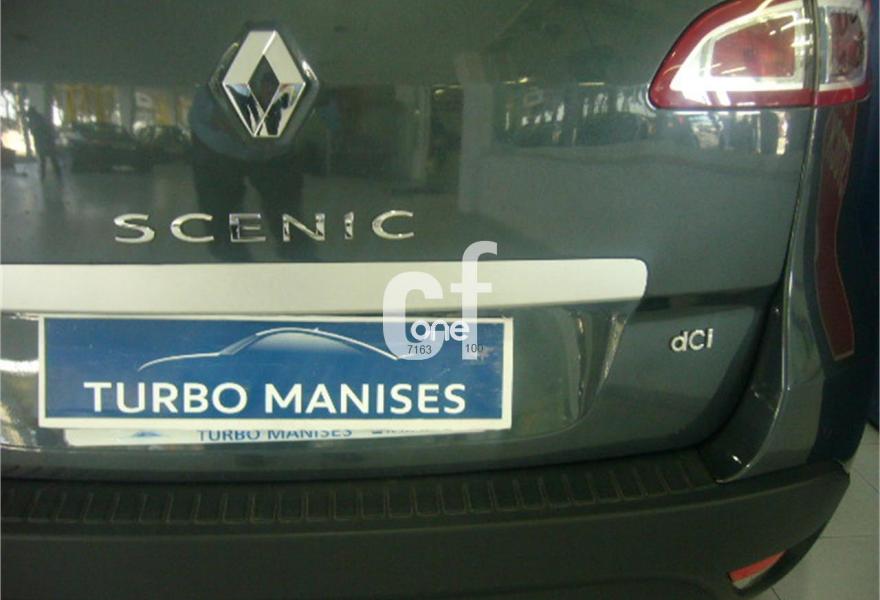 SCENIC
cf
one
7163 100
dCi
TURBO MANISES
TURBO MANISES